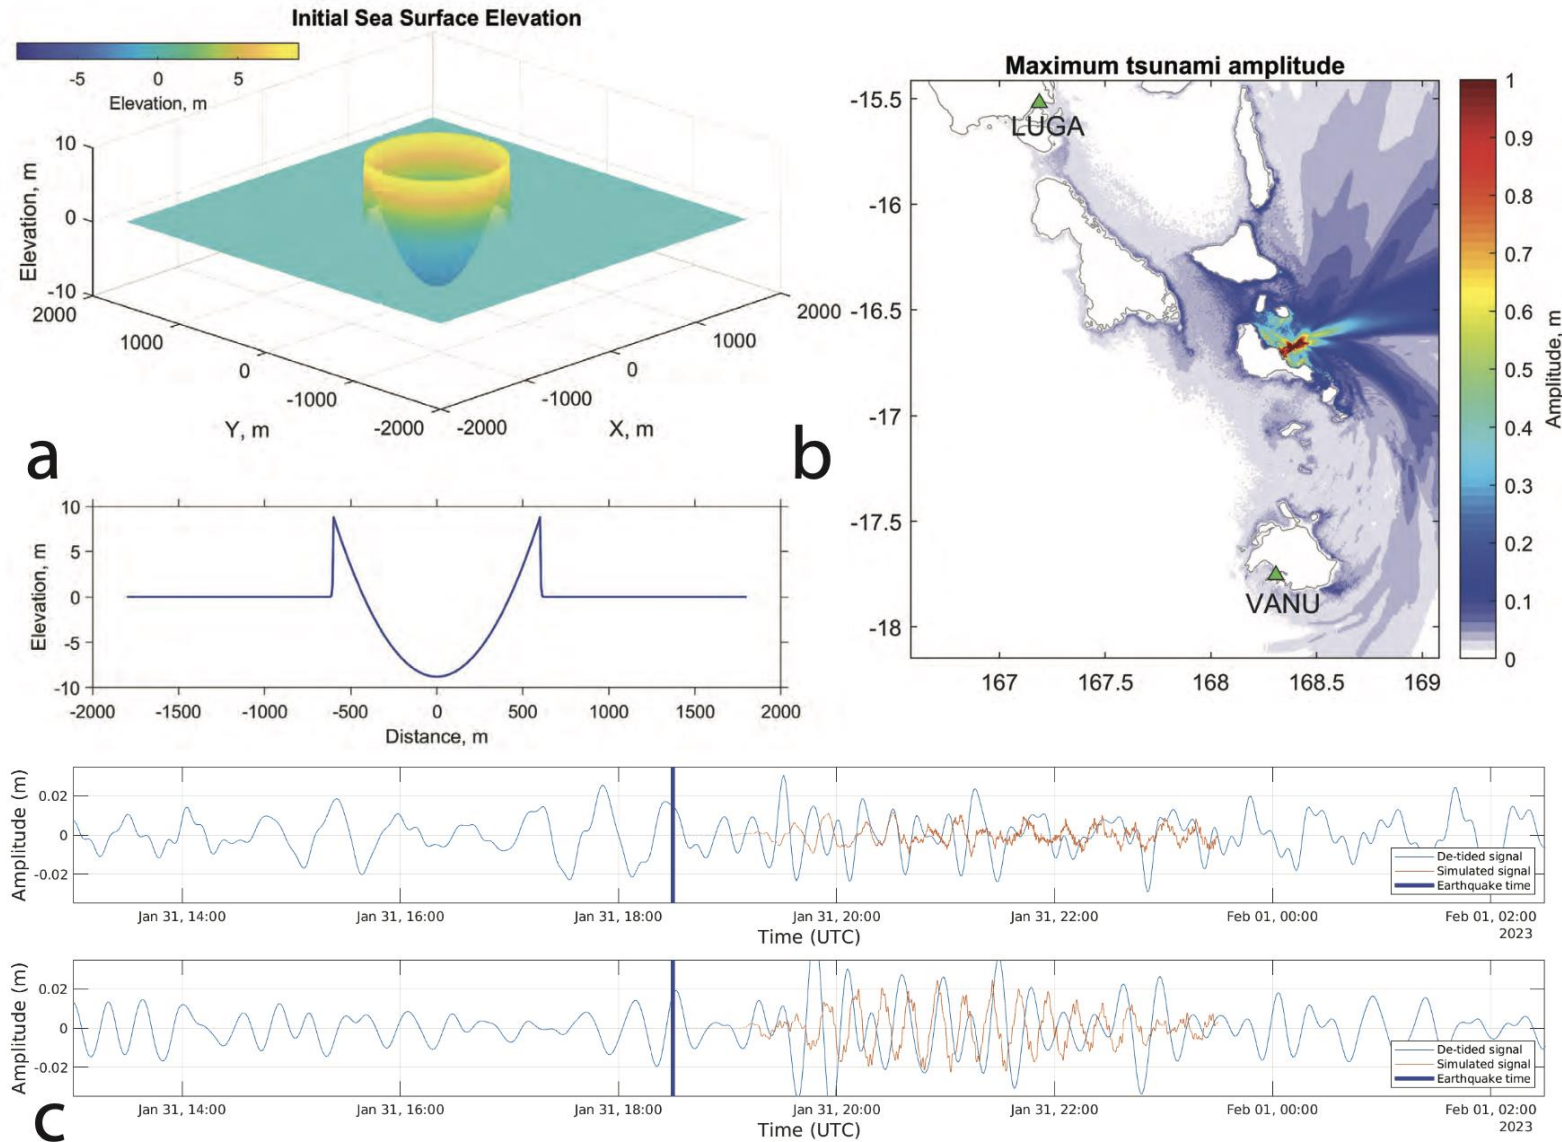 Initial Sea Surface Elevation
-5 0 5
Elevation, m
10
0
-10
Elevation, m
2000
1000
0
-1000
-2000
Y, m
-2000
-1000
0
1000
2000
X, m
a
10
5
0
-5
-10
Elevation, m
-2000 -1500 -1000 -500 0 500 1000 1500 2000
Distance, m
Maximum tsunami amplitude
-15.5
-16
-16.5
-17
-17.5
-18
LUGA
VANU
167 167.5 168 168.5 169
1
0.9
0.8
0.7
0.6
0.5
0.4
0.3
0.2
0.1
0
Amplitude, m
b
0.02
0
-0.02
Amplitude (m)
De-tided signal
Simulated signal
Earthquake time
Jan 31, 14:00 Jan 31, 16:00 Jan 31, 18:00 Jan 31, 20:00 Jan 31, 22:00 Feb 01, 00:00 Feb 01, 02:00
Time (UTC) 2023
0.02
0
-0.02
Amplitude (m)
De-tided signal
Simulated signal
Earthquake time
Jan 31, 14:00 Jan 31, 16:00 Jan 31, 18:00 Jan 31, 20:00 Jan 31, 22:00 Feb 01, 00:00 Feb 01, 02:00
Time (UTC) 2023
c